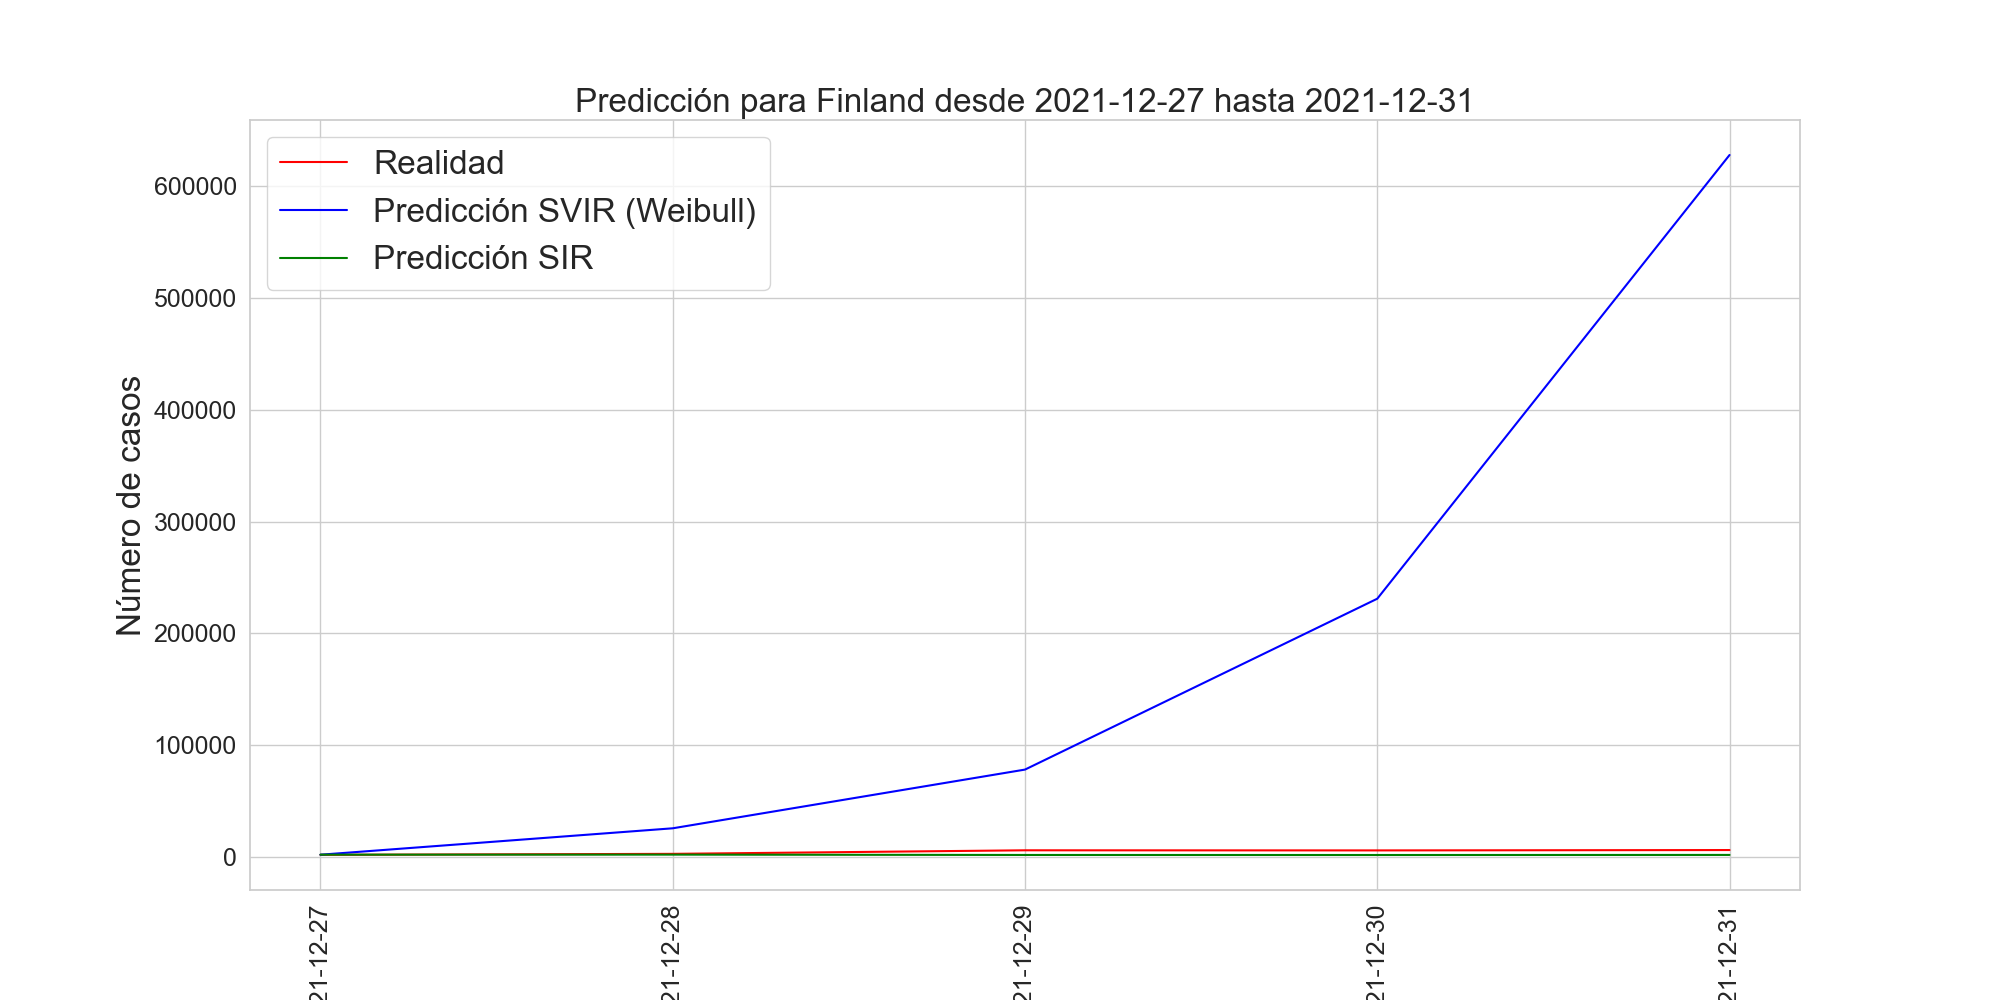 Predicción para Finland desde 2021-12-27 hasta 2021-12-31
Realidad
Predicción SVIR (Weibull)
Predicción SIR
Número de casos
600000
500000
400000
300000
200000
100000
0
21-12-27
21-12-28
21-12-29
21-12-30
21-12-31